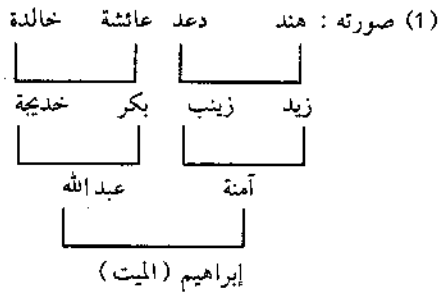 (1) صورته : هند دعد عائشة خالدة
زيد زينب بكر خديجة
آمنة عبد الله
إبراهيم (الميت)